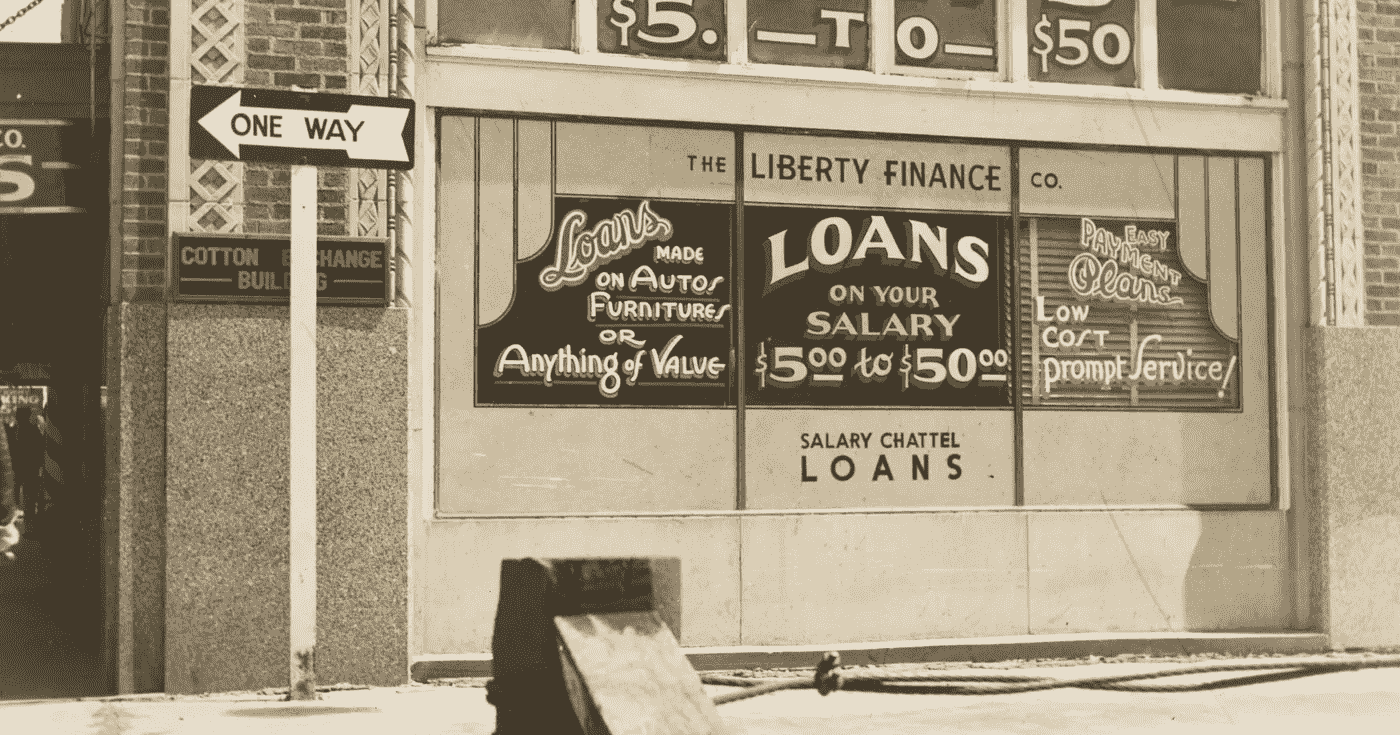 $5. — TO — $50
ONE WAY
CO.
S
COTTON EXCHANGE
BUILDING
THE LIBERTY FINANCE CO.
Loans
MADE
ON AUTOS
FURNITURES
OR
Anything of VALUE
LOANS
ON YOUR
SALARY
$5.00 to $50.00
EASY
PAYMENT
Plans
LOW
COST
prompt Service!
SALARY CHATTEL
LOANS